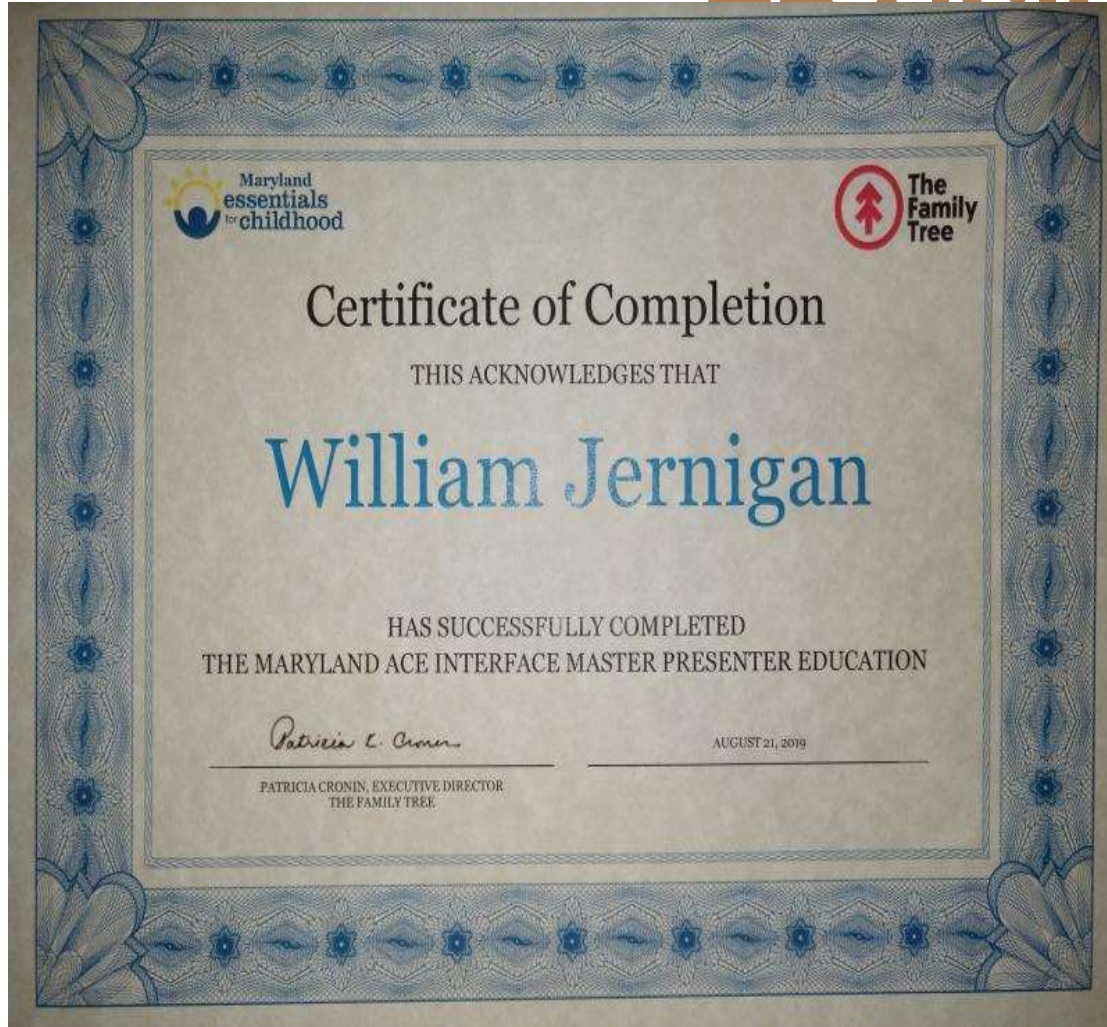 Maryland
essentials
for childhood
The
Family
Tree
Certificate of Completion
THIS ACKNOWLEDGES THAT
William Jernigan
HAS SUCCESSFULLY COMPLETED
THE MARYLAND ACE INTERFACE MASTER PRESENTER EDUCATION
Patricia E. Cronin
AUGUST 21, 2019
PATRICIA CRONIN, EXECUTIVE DIRECTOR
THE FAMILY TREE